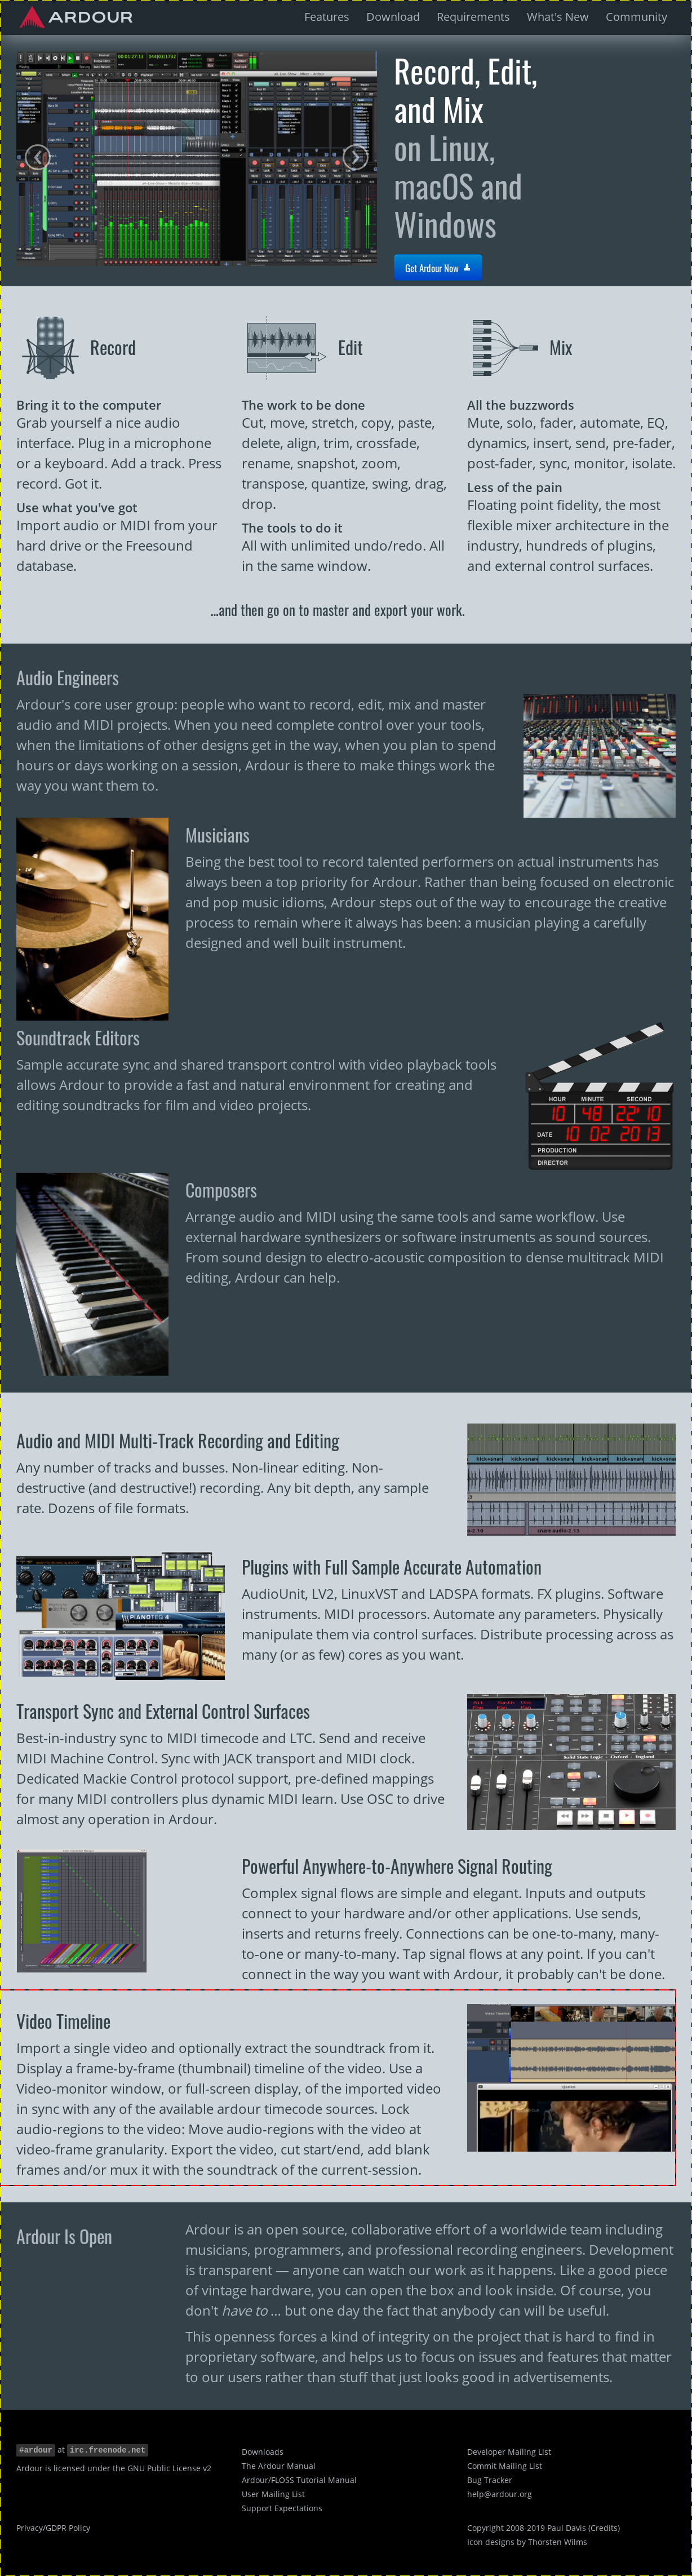 ARDOUR
Features Download Requirements What's New Community
Record, Edit,
and Mix
on Linux,
macOS and
Windows
Get Ardour Now
Record
Bring it to the computer
Grab yourself a nice audio
interface. Plug in a microphone
or a keyboard. Add a track. Press
record. Got it.
Use what you've got
Import audio or MIDI from your
hard drive or the Freesound
database.
Edit
The work to be done
Cut, move, stretch, copy, paste,
delete, align, trim, crossfade,
rename, snapshot, zoom,
transpose, quantize, swing, drag,
drop.
The tools to do it
All with unlimited undo/redo. All
in the same window.
Mix
All the buzzwords
Mute, solo, fader, automate, EQ,
dynamics, insert, send, pre-fader,
post-fader, sync, monitor, isolate.
Less of the pain
Floating point fidelity, the most
flexible mixer architecture in the
industry, hundreds of plugins,
and external control surfaces.
...and then go on to master and export your work.
Audio Engineers
Ardour's core user group: people who want to record, edit, mix and master
audio and MIDI projects. When you need complete control over your tools,
when the limitations of other designs get in the way, when you plan to spend
hours or days working on a session, Ardour is there to make things work the
way you want them to.
Musicians
Being the best tool to record talented performers on actual instruments has
always been a top priority for Ardour. Rather than being focused on electronic
and pop music idioms, Ardour steps out of the way to encourage the creative
process to remain where it always has been: a musician playing a carefully
designed and well built instrument.
Soundtrack Editors
Sample accurate sync and shared transport control with video playback tools
allows Ardour to provide a fast and natural environment for creating and
editing soundtracks for film and video projects.
HOUR MINUTE SECOND
10 48 22' 10
DATE 10 02 2013
PRODUCTION
DIRECTOR
Composers
Arrange audio and MIDI using the same tools and same workflow. Use
external hardware synthesizers or software instruments as sound sources.
From sound design to electro-acoustic composition to dense multitrack MIDI
editing, Ardour can help.
Audio and MIDI Multi-Track Recording and Editing
Any number of tracks and busses. Non-linear editing. Non-
destructive (and destructive!) recording. Any bit depth, any sample
rate. Dozens of file formats.
kick+snare kick+snare kick+snare kick+snare
snare audio-2.13
PIANOTEQ 4
Plugins with Full Sample Accurate Automation
AudioUnit, LV2, LinuxVST and LADSPA formats. FX plugins. Software
instruments. MIDI processors. Automate any parameters. Physically
manipulate them via control surfaces. Distribute processing across as
many (or as few) cores as you want.
Transport Sync and External Control Surfaces
Best-in-industry sync to MIDI timecode and LTC. Send and receive
MIDI Machine Control. Sync with JACK transport and MIDI clock.
Dedicated Mackie Control protocol support, pre-defined mappings
for many MIDI controllers plus dynamic MIDI learn. Use OSC to drive
almost any operation in Ardour.
Solid State Logic Oxford - England
Powerful Anywhere-to-Anywhere Signal Routing
Complex signal flows are simple and elegant. Inputs and outputs
connect to your hardware and/or other applications. Use sends,
inserts and returns freely. Connections can be one-to-many, many-
to-one or many-to-many. Tap signal flows at any point. If you can't
connect in the way you want with Ardour, it probably can't be done.
Video Timeline
Import a single video and optionally extract the soundtrack from it.
Display a frame-by-frame (thumbnail) timeline of the video. Use a
Video-monitor window, or full-screen display, of the imported video
in sync with any of the available ardour timecode sources. Lock
audio-regions to the video: Move audio-regions with the video at
video-frame granularity. Export the video, cut start/end, add blank
frames and/or mux it with the soundtrack of the current-session.
Ardour Is Open
Ardour is an open source, collaborative effort of a worldwide team including
musicians, programmers, and professional recording engineers. Development
is transparent — anyone can watch our work as it happens. Like a good piece
of vintage hardware, you can open the box and look inside. Of course, you
don't have to ... but one day the fact that anybody can will be useful.
This openness forces a kind of integrity on the project that is hard to find in
proprietary software, and helps us to focus on issues and features that matter
to our users rather than stuff that just looks good in advertisements.
#ardour at irc.freenode.net
Ardour is licensed under the GNU Public License v2
Downloads
The Ardour Manual
Ardour/FLOSS Tutorial Manual
User Mailing List
Support Expectations
Developer Mailing List
Commit Mailing List
Bug Tracker
help@ardour.org
Privacy/GDPR Policy
Copyright 2008-2019 Paul Davis (Credits)
Icon designs by Thorsten Wilms